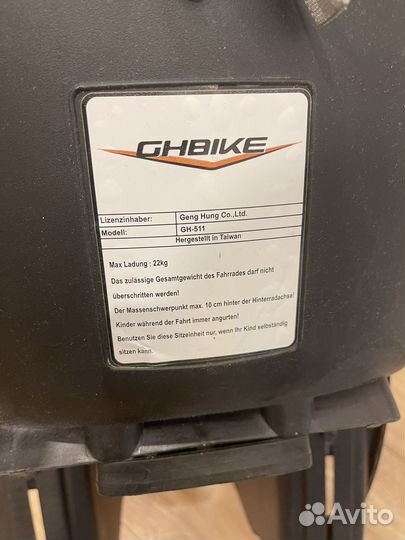 GHBIKE
Lizenzinhaber: Geng Hung Co.,Ltd.
Modell: GH-511
Hergestellt in Taiwan
Max Ladung : 22kg
Das zulässige Gesamtgewicht des Fahrrades darf nicht
überschritten werden!
Der Massenschwerpunkt max. 10 cm hinter der Hinterradachse!
Kinder während der Fahrt immer angurten!
Benutzen Sie diese Sitzeinheit nur, wenn Ihr Kind selbständig
sitzen kann.
Avito